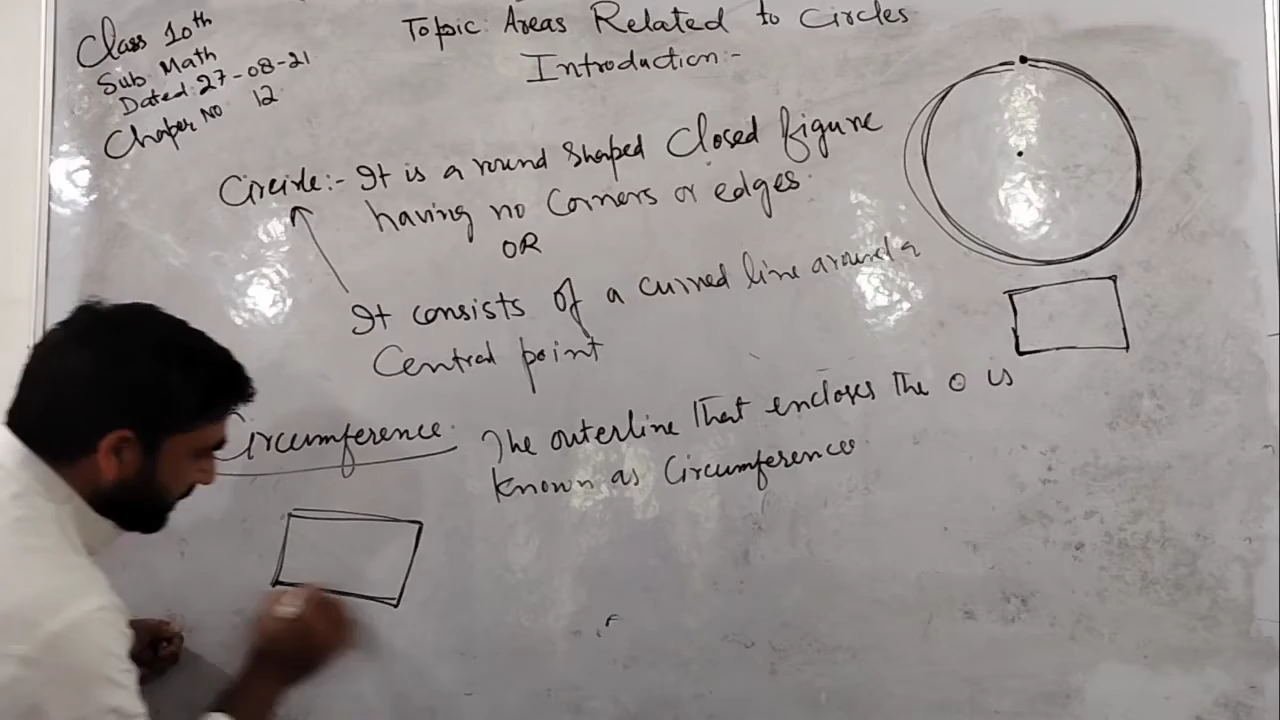 Class 10th
Sub. Math
Dated: 27-08-21
Chaper No 12
Topic: Areas Related to Circles
Introduction:-
Circle:- It is a round shaped Closed figure
having no Corners or edges.
OR
It consists of a curved line around a
Central point
Circumference. The outerline that encloses the O is
known as Circumference